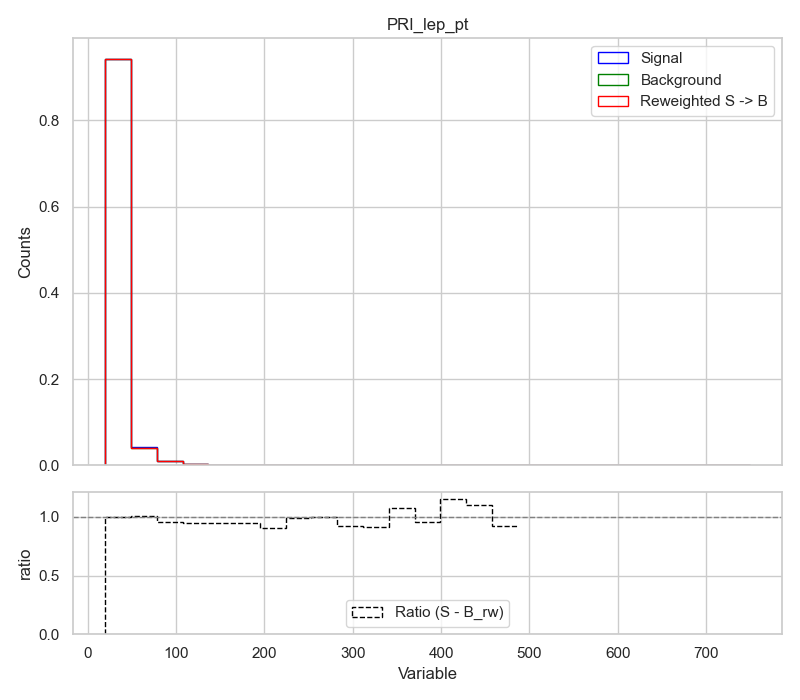 PRI_lep_pt
Signal
Background
Reweighted S -> B
Counts
0.8
0.6
0.4
0.2
0.0
ratio
1.0
0.5
0.0
Ratio (S - B_rw)
0 100 200 300 400 500 600 700
Variable